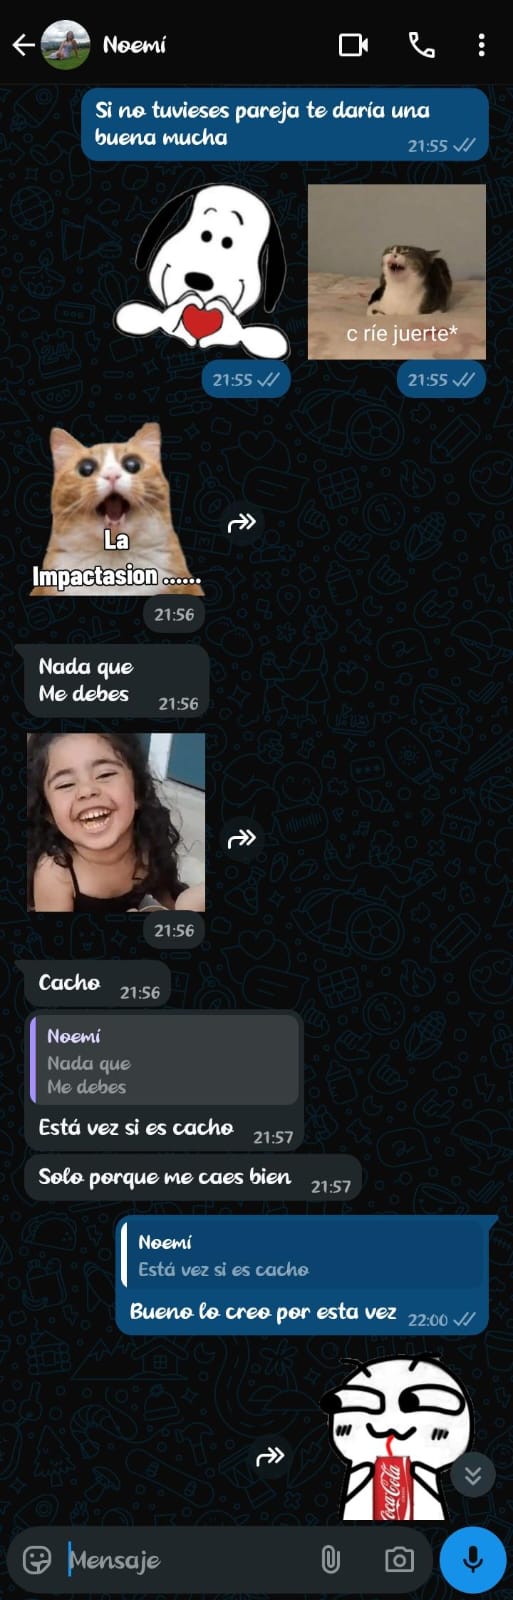 Noemí
Si no tuvieses pareja te daría una
buena mucha
21:55
c ríe juerte*
21:55
21:55
La
Impactasion ......
21:56
Nada que
Me debes
21:56
21:56
Cacho
21:56
Noemí
Nada que
Me debes
Está vez si es cacho
21:57
Solo porque me caes bien
21:57
Noemí
Está vez si es cacho
Bueno lo creo por esta vez
22:00
Coca Cola
Mensaje